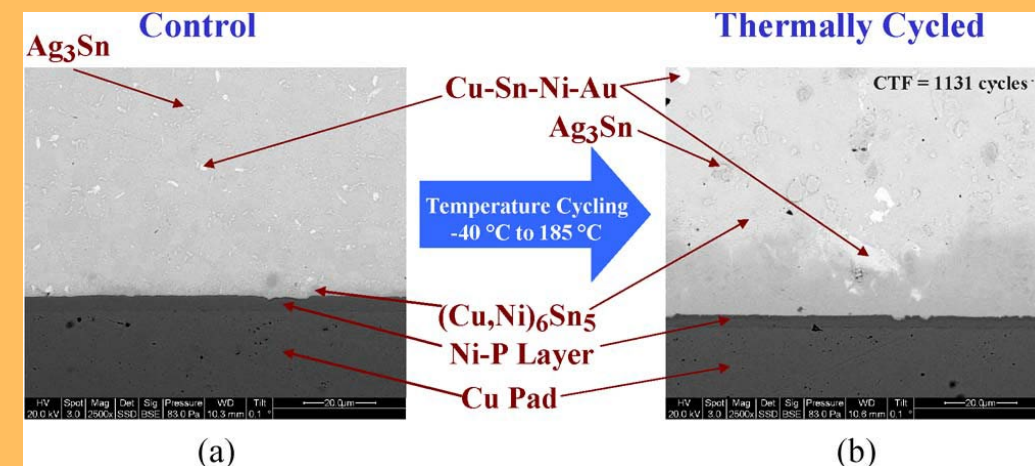 Control
Thermally Cycled
Ag3Sn
Cu-Sn-Ni-Au
CTF = 1131 cycles
Ag3Sn
Temperature Cycling
-40 °C to 185 °C
(Cu,Ni)6Sn5
Ni-P Layer
Cu Pad
HV Spot Mag Det Sig Pressure WD Tilt
20.0 kV 3.0 2500x SSD BSE 83.0 Pa 10.3 mm 0.1 ° 20.0µm
HV Spot Mag Det Sig Pressure WD Tilt
20.0 kV 3.0 2500x SSD BSE 83.0 Pa 10.6 mm 0.1 ° 20.0µm
(a)
(b)